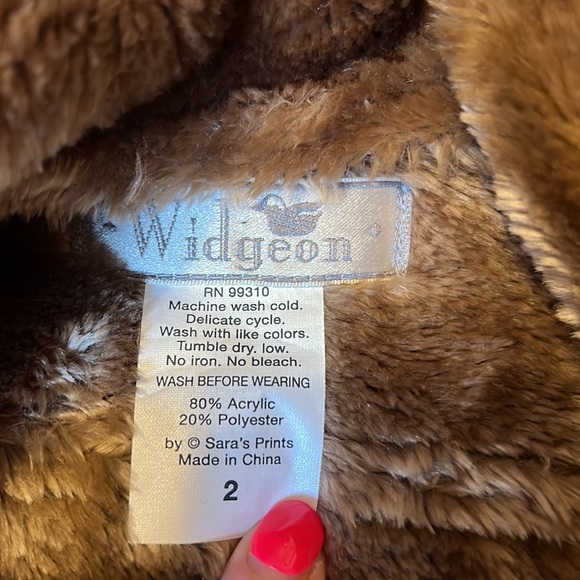 Widgeon
RN 99310
Machine wash cold.
Delicate cycle.
Wash with like colors.
Tumble dry, low.
No iron. No bleach.
WASH BEFORE WEARING
80% Acrylic
20% Polyester
by © Sara's Prints
Made in China
2